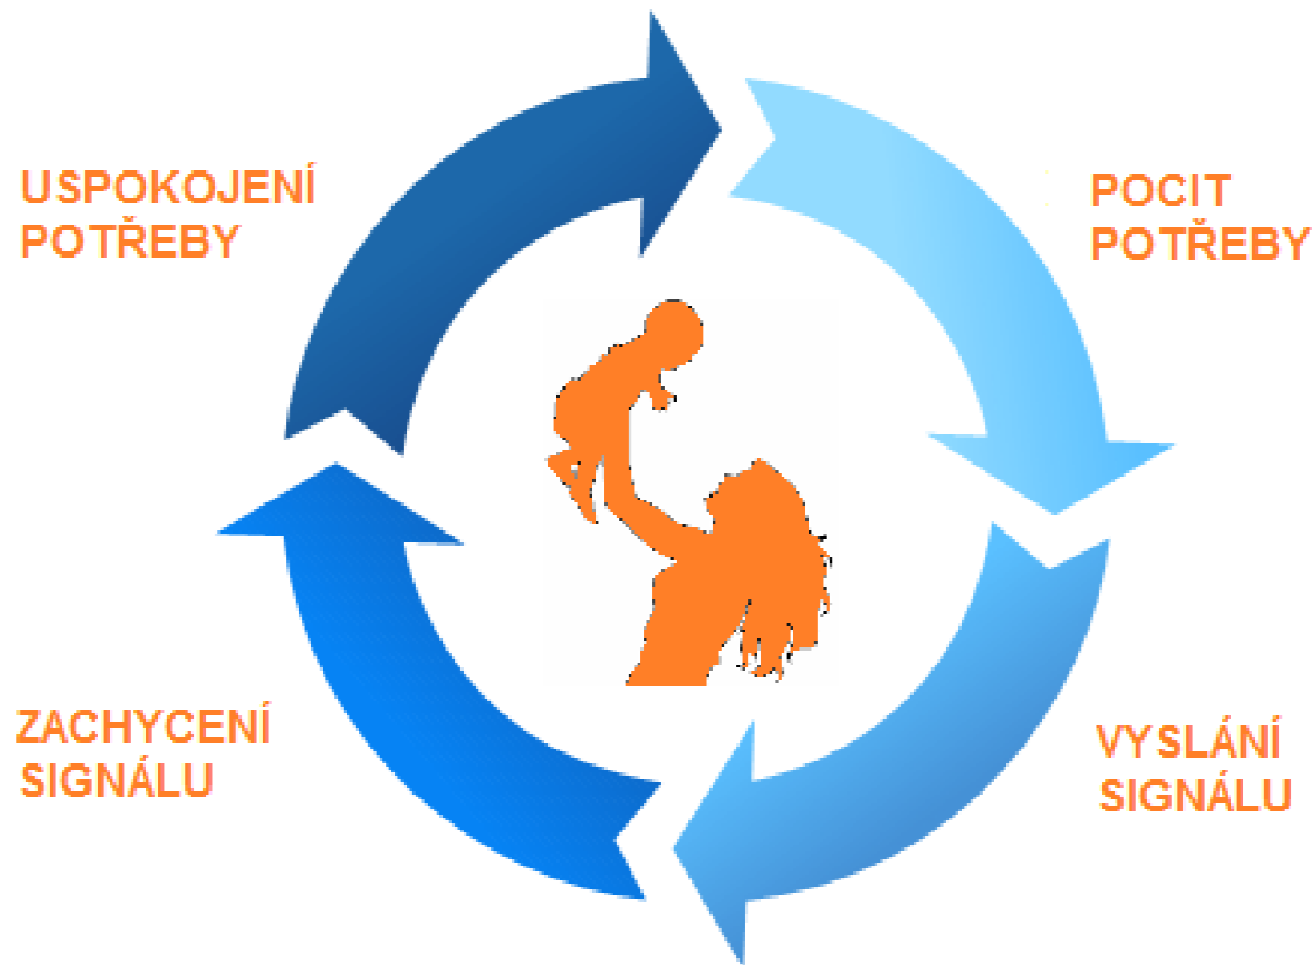 USPOKOJENÍ
POTŘEBY
POCIT
POTŘEBY
ZACHYCENÍ
SIGNÁLU
VYSLÁNÍ
SIGNÁLU